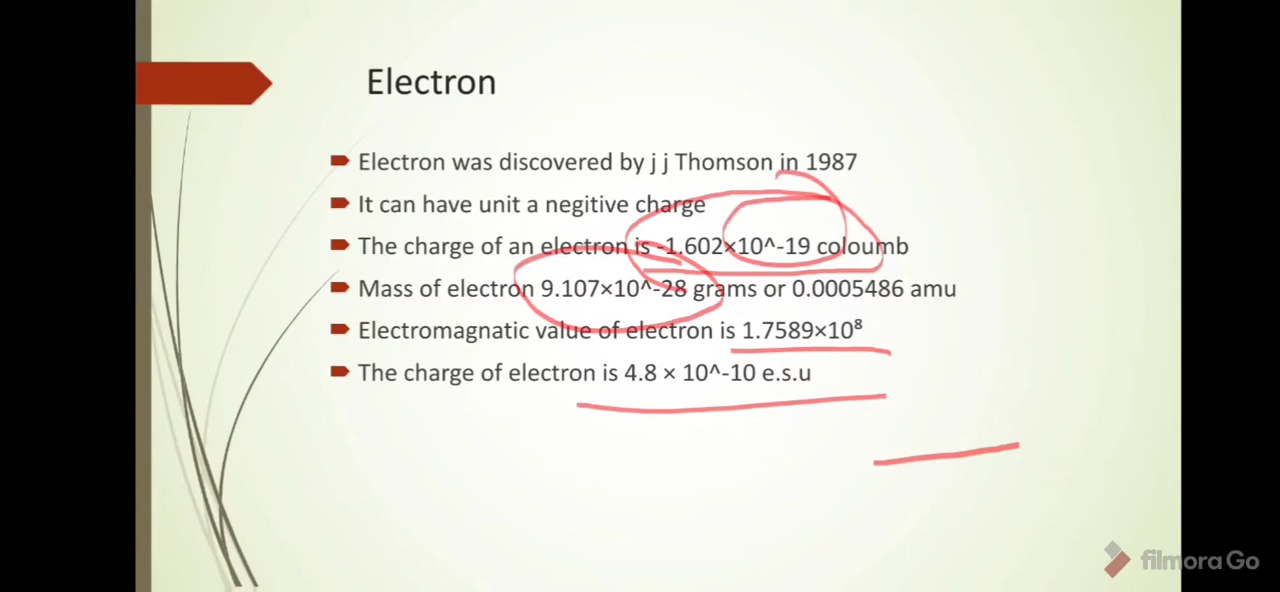 Electron
Electron was discovered by j j Thomson in 1987
It can have unit a negitive charge
The charge of an electron is -1.602×10^-19 coloumb
Mass of electron 9.107×10^-28 grams or 0.0005486 amu
Electromagnatic value of electron is 1.7589×10⁸
The charge of electron is 4.8 × 10^-10 e.s.u
filmora Go